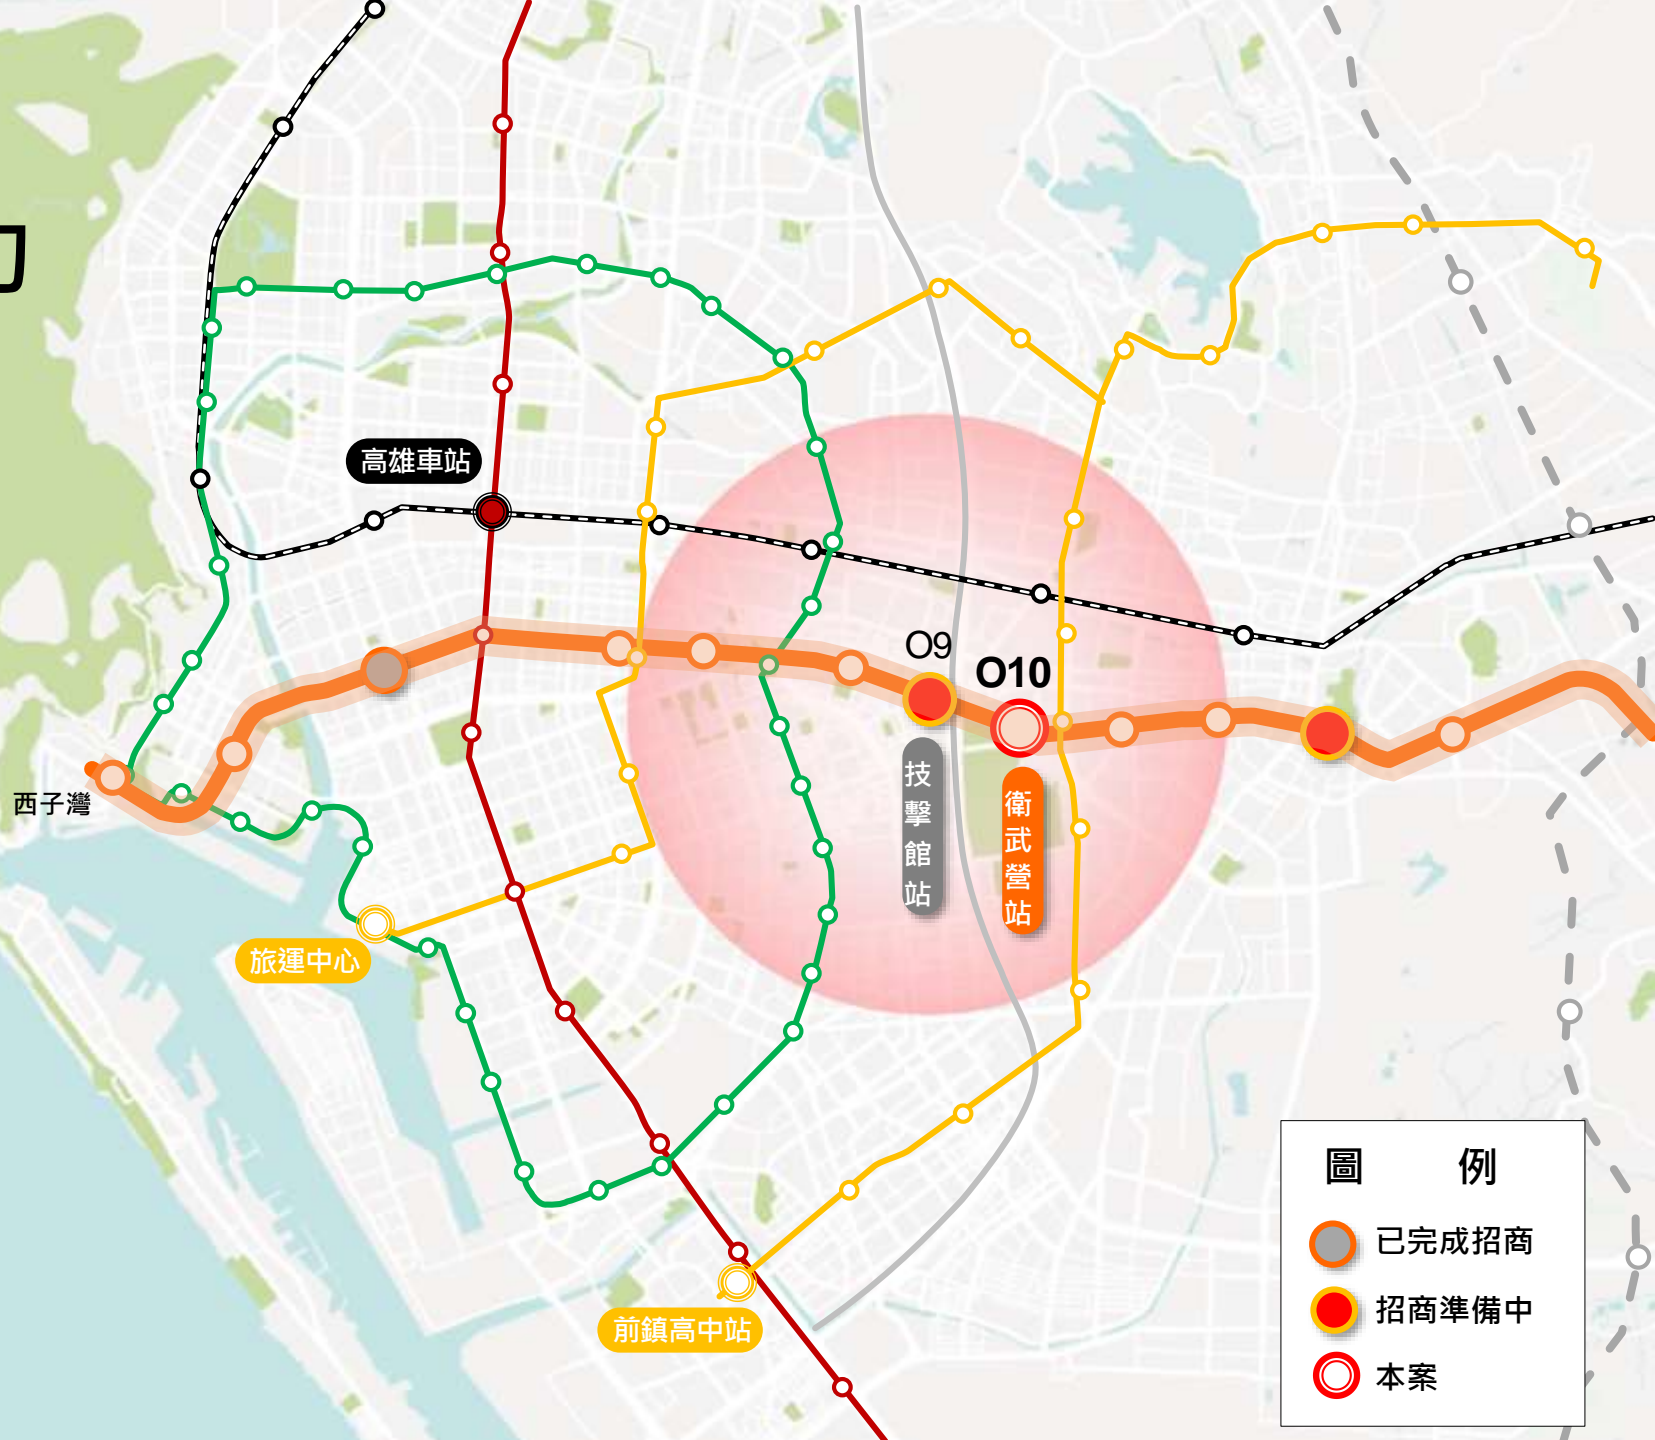 高雄車站
O9
O10
技擊館站
衛武營站
西子灣
旅運中心
前鎮高中站
圖 例
已完成招商
招商準備中
本案